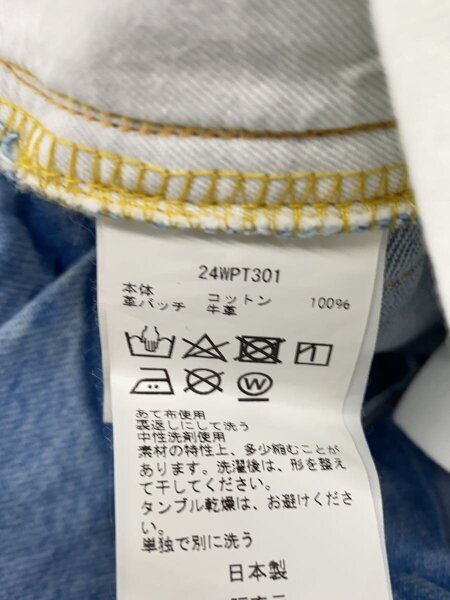 24WPT301
本体 コットン 100%
革パッチ 牛革
W
あて布使用
裏返しにして洗う
中性洗剤使用
素材の特性上、多少縮むことが
あります。洗濯後は、形を整え
て干してください。
タンブル乾燥は、お避けくださ
い。
単独で別に洗う
日本製